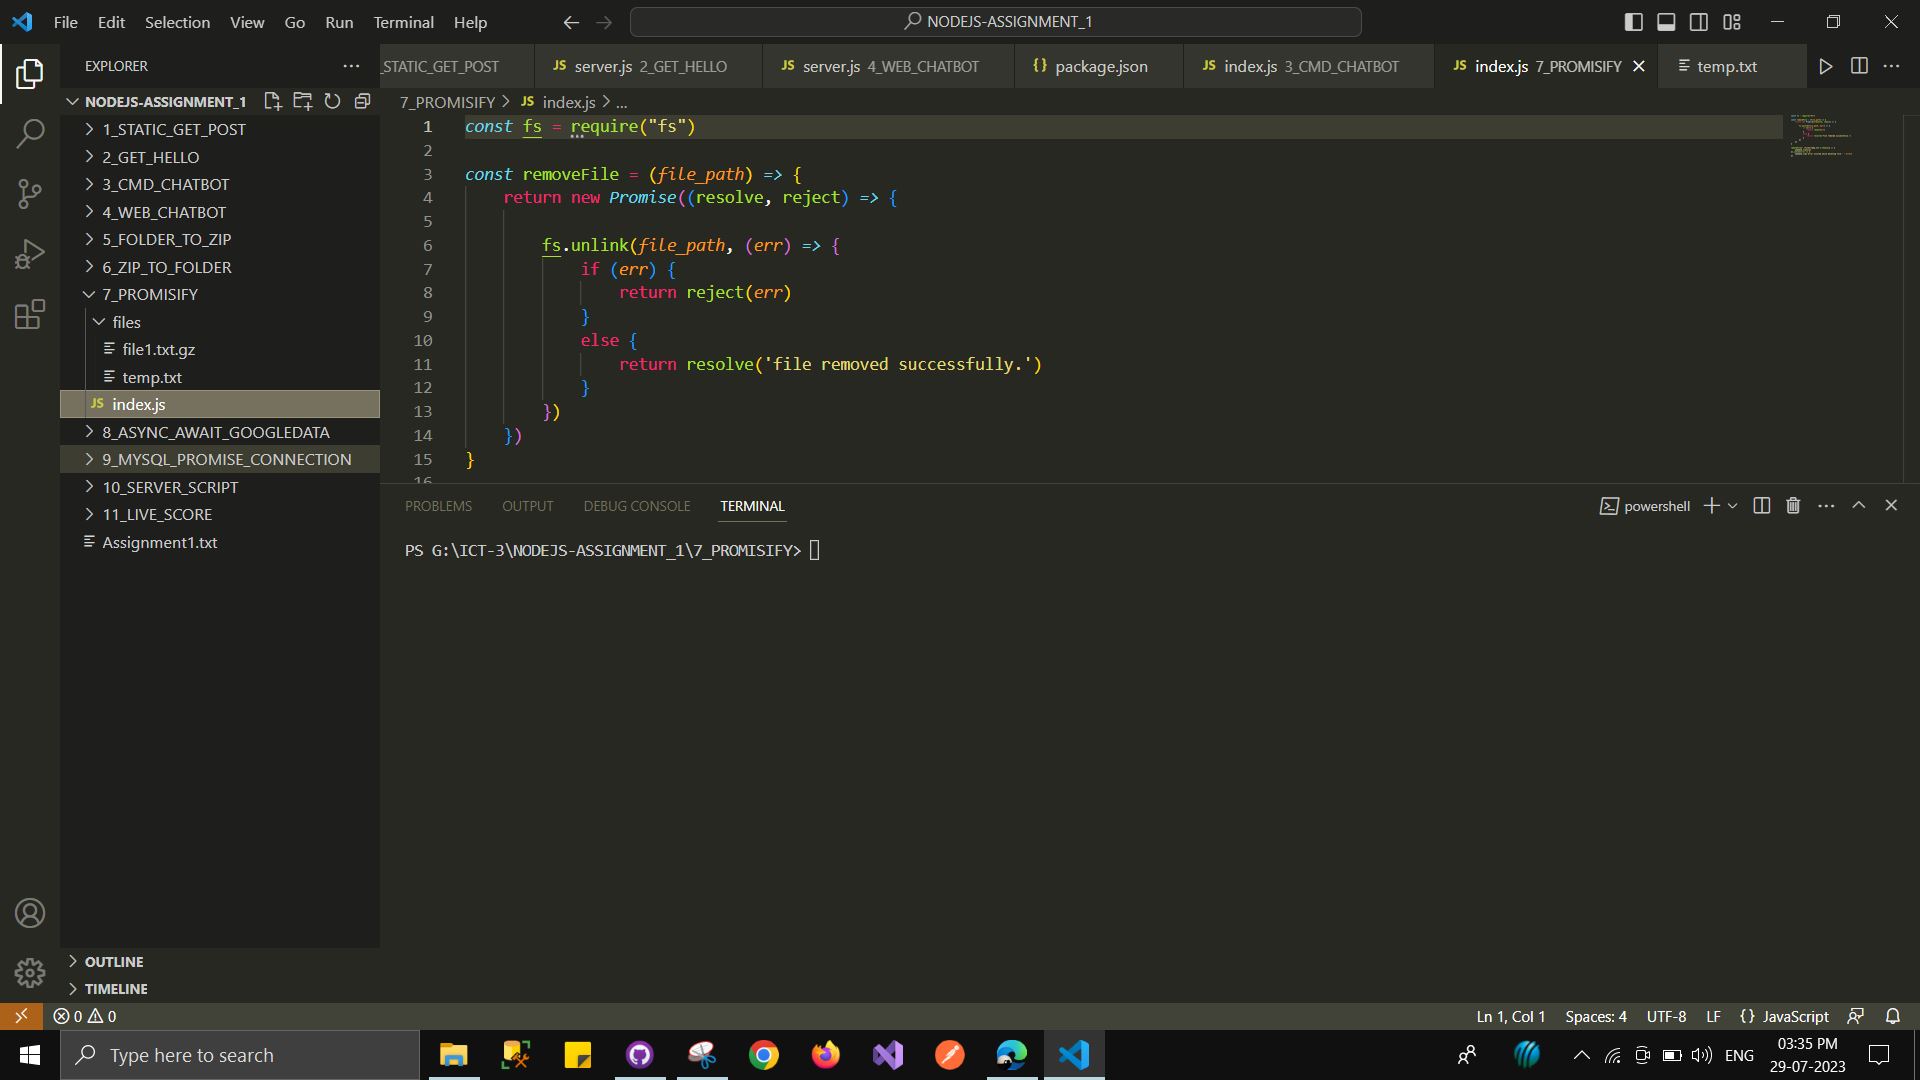 File Edit Selection View Go Run Terminal Help
NODEJS-ASSIGNMENT_1
EXPLORER
_STATIC_GET_POST
JS server.js 2_GET_HELLO
JS server.js 4_WEB_CHATBOT
{} package.json
JS index.js 3_CMD_CHATBOT
JS index.js 7_PROMISIFY
temp.txt
NODEJS-ASSIGNMENT_1
1_STATIC_GET_POST
2_GET_HELLO
3_CMD_CHATBOT
4_WEB_CHATBOT
5_FOLDER_TO_ZIP
6_ZIP_TO_FOLDER
7_PROMISIFY
files
file1.txt.gz
temp.txt
JS index.js
8_ASYNC_AWAIT_GOOGLEDATA
9_MYSQL_PROMISE_CONNECTION
10_SERVER_SCRIPT
11_LIVE_SCORE
Assignment1.txt
OUTLINE
TIMELINE
7_PROMISIFY > JS index.js > ...
1 const fs = require("fs")
2
3 const removeFile = (file_path) => {
4 return new Promise((resolve, reject) => {
5
6 fs.unlink(file_path, (err) => {
7 if (err) {
8 return reject(err)
9 }
10 else {
11 return resolve('file removed successfully.')
12 }
13 })
14 })
15 }
16
PROBLEMS OUTPUT DEBUG CONSOLE TERMINAL
powershell
PS G:\ICT-3\NODEJS-ASSIGNMENT_1\7_PROMISIFY>
0 0
Ln 1, Col 1 Spaces: 4 UTF-8 LF {} JavaScript
Type here to search
ENG
03:35 PM
29-07-2023